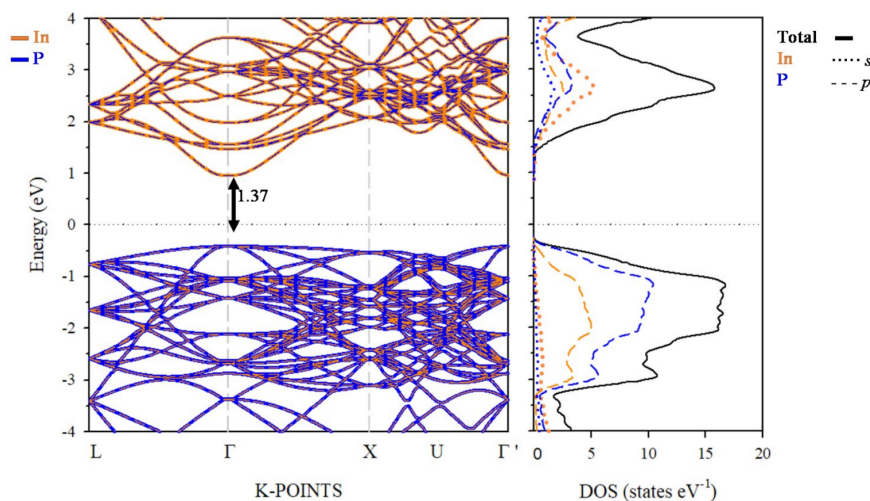 In
P
Energy (eV)
4
3
2
1
0
-1
-2
-3
-4
1.37
L Γ X U Γ '
K-POINTS
0 5 10 15 20
DOS (states eV-1)
Total
In s
P p